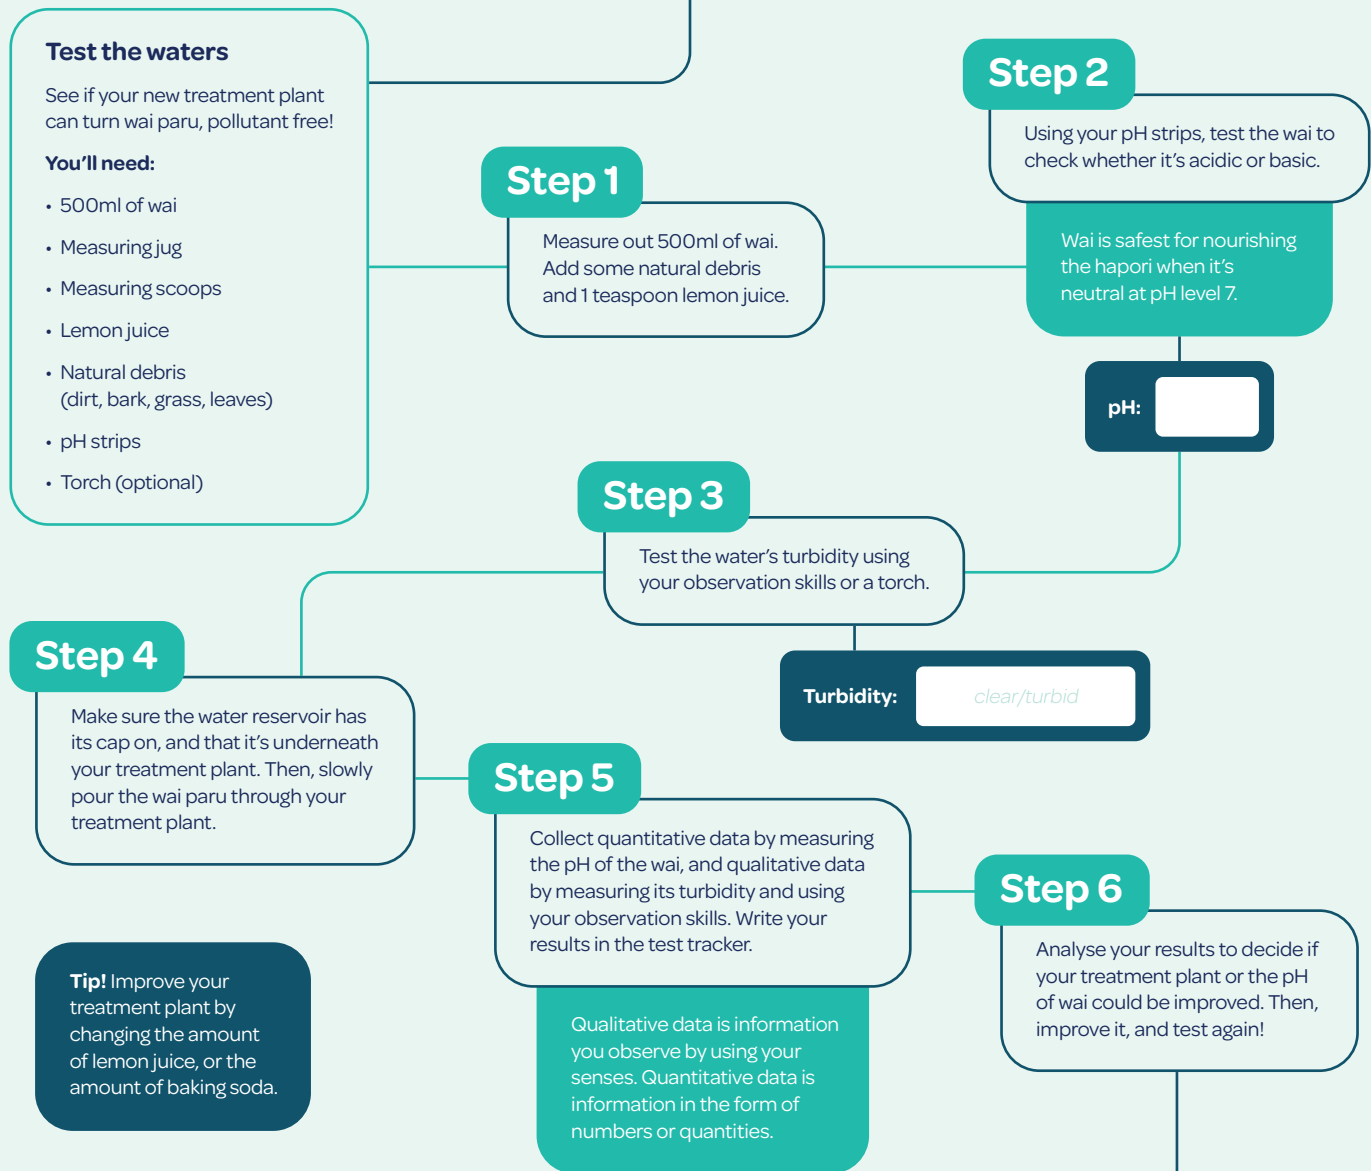 Test the waters
See if your new treatment plant
can turn wai paru, pollutant free!
You'll need:
• 500ml of wai
• Measuring jug
• Measuring scoops
• Lemon juice
• Natural debris
(dirt, bark, grass, leaves)
• pH strips
• Torch (optional)
Step 1
Measure out 500ml of wai.
Add some natural debris
and 1 teaspoon lemon juice.
Step 2
Using your pH strips, test the wai to
check whether it's acidic or basic.
Wai is safest for nourishing
the hapori when it's
neutral at pH level 7.
pH:
Step 3
Test the water's turbidity using
your observation skills or a torch.
Turbidity: clear/turbid
Step 4
Make sure the water reservoir has
its cap on, and that it's underneath
your treatment plant. Then, slowly
pour the wai paru through your
treatment plant.
Step 5
Collect quantitative data by measuring
the pH of the wai, and qualitative data
by measuring its turbidity and using
your observation skills. Write your
results in the test tracker.
Qualitative data is information
you observe by using your
senses. Quantitative data is
information in the form of
numbers or quantities.
Step 6
Analyse your results to decide if
your treatment plant or the pH
of wai could be improved. Then,
improve it, and test again!
Tip! Improve your
treatment plant by
changing the amount
of lemon juice, or the
amount of baking soda.